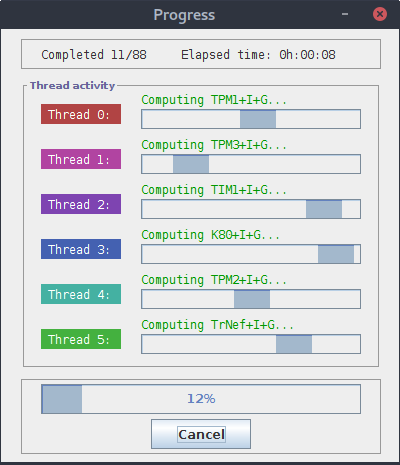 Progress
Completed 11/88 Elapsed time: 0h:00:08
Thread activity
Computing TPM1+I+G...
Thread 0:
Computing TPM3+I+G...
Thread 1:
Computing TIM1+I+G...
Thread 2:
Computing K80+I+G...
Thread 3:
Computing TPM2+I+G...
Thread 4:
Computing TrNef+I+G...
Thread 5:
12%
Cancel